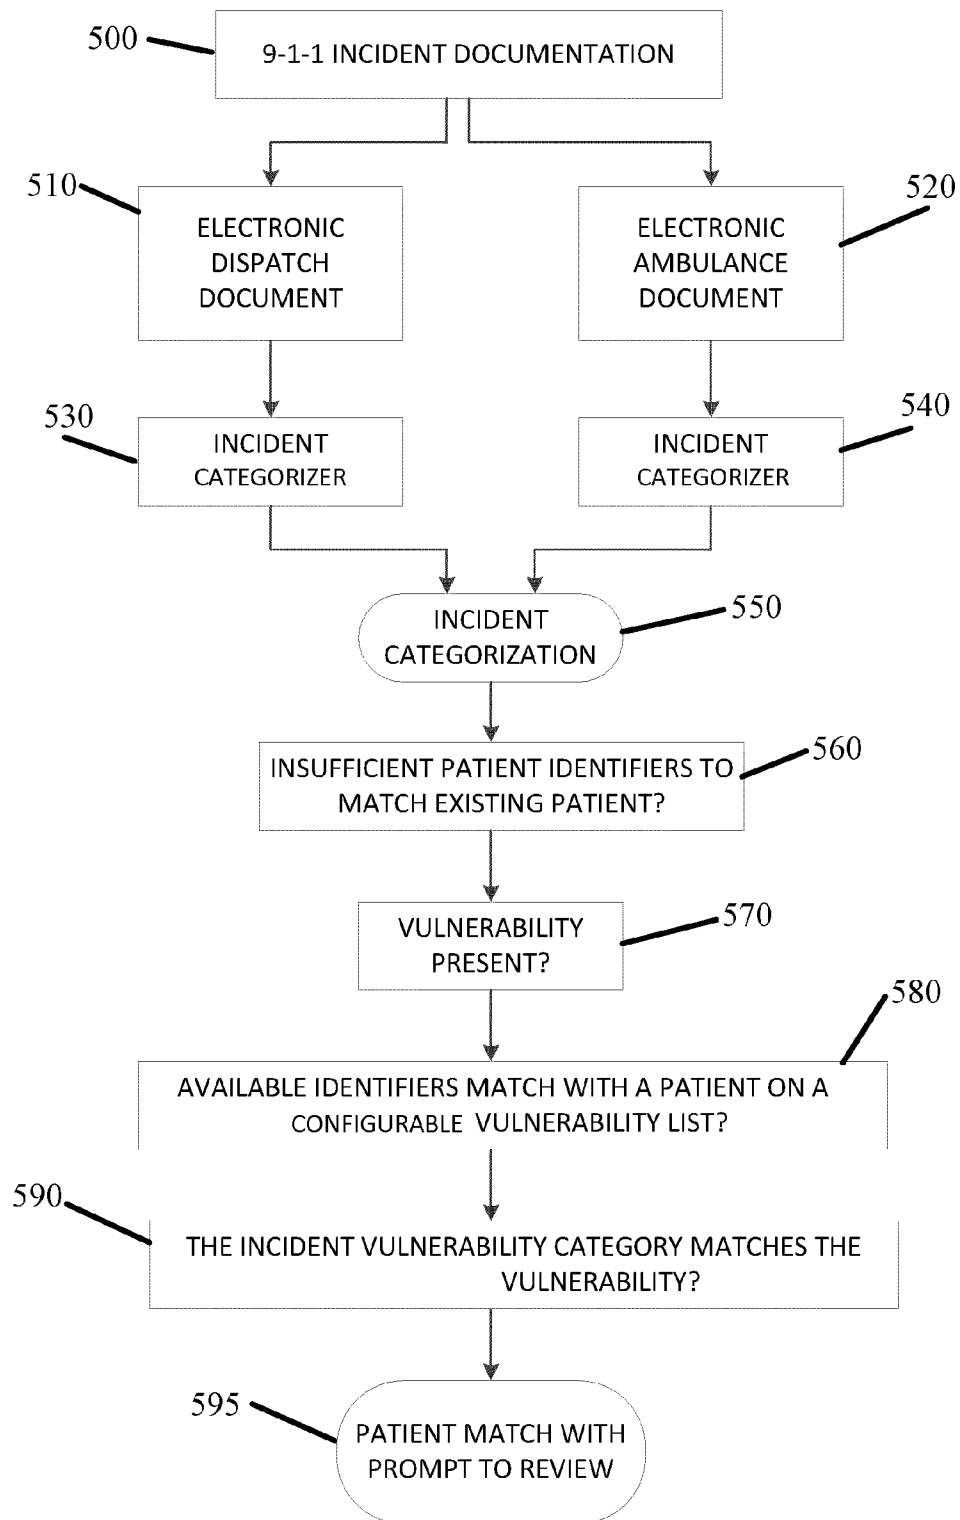 500
9-1-1 INCIDENT DOCUMENTATION
510
ELECTRONIC
DISPATCH
DOCUMENT
520
ELECTRONIC
AMBULANCE
DOCUMENT
530
INCIDENT
CATEGORIZER
540
INCIDENT
CATEGORIZER
550
INCIDENT
CATEGORIZATION
560
INSUFFICIENT PATIENT IDENTIFIERS TO
MATCH EXISTING PATIENT?
570
VULNERABILITY
PRESENT?
580
AVAILABLE IDENTIFIERS MATCH WITH A PATIENT ON A
CONFIGURABLE VULNERABILITY LIST?
590
THE INCIDENT VULNERABILITY CATEGORY MATCHES THE
VULNERABILITY?
595
PATIENT MATCH WITH
PROMPT TO REVIEW